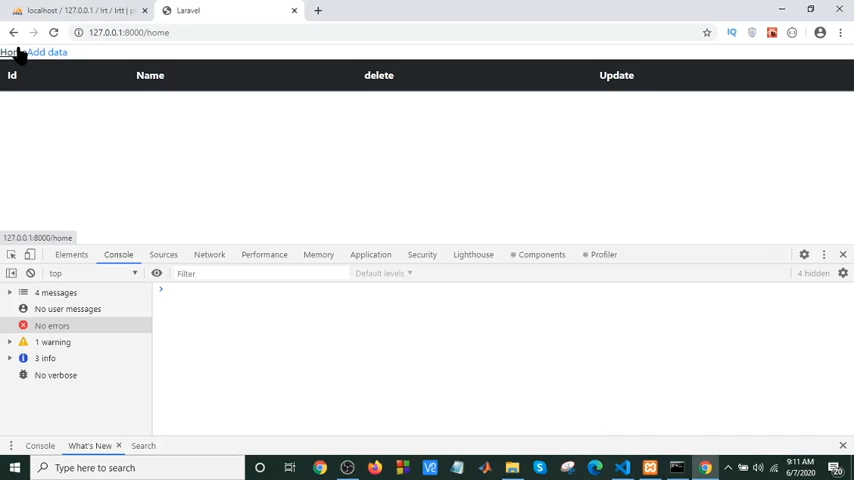 localhost / 127.0.0.1 / lrt / lrtt | p
Laravel
127.0.0.1:8000/home
IQ
Home Add data
Id Name delete Update
127.0.0.1:8000/home
Elements Console Sources Network Performance Memory Application Security Lighthouse Components Profiler
top Filter Default levels 4 hidden
4 messages
No user messages
No errors
1 warning
3 info
No verbose
Console What's New Search
Type here to search
9:11 AM
6/7/2020
20